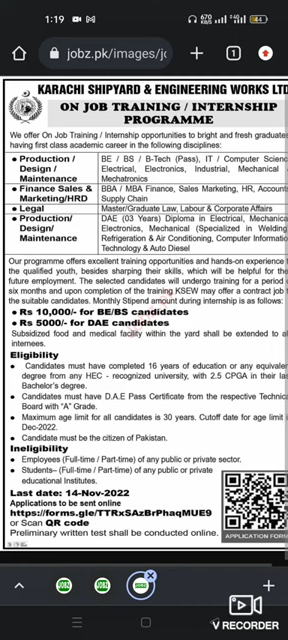 1:19
670 KB/S
44
jobz.pk/images/jo
1
KARACHI SHIPYARD & ENGINEERING WORKS LTD
ON JOB TRAINING / INTERNSHIP
PROGRAMME
We offer On Job Training / Internship opportunities to bright and fresh graduates
having first class academic career in the following disciplines:
Production / Design / Maintenance
BE / BS / B-Tech (Pass), IT / Computer Scienc
Electrical, Electronics, Industrial, Mechanical
Mechatronics
Finance Sales & Marketing/HRD
BBA / MBA Finance, Sales Marketing, HR, Accounts
Supply Chain
Legal
Master/Graduate Law, Labour & Corporate Affairs
Production/ Design/ Maintenance
DAE (03 Years) Diploma in Electrical, Mechanica
Electronics, Mechanical (Specialized in Welding
Refrigeration & Air Conditioning, Computer Informatio
Technology & Auto Diesel
Our programme offers excellent training opportunities and hands-on experience t
the qualified youth, besides sharping their skills, which will be helpful for the
future employment. The selected candidates will undergo training for a period o
six months and upon completion of the training KSEW may offer a contract job t
the suitable candidates. Monthly Stipend amount during internship is as follows:
Rs 10,000/- for BE/BS candidates
Rs 5000/- for DAE candidates
Subsidized food and medical facility within the yard shall be extended to al
internees.
Eligibility
Candidates must have completed 16 years of education or any equivalen
degree from any HEC - recognized university, with 2.5 CPGA in their las
Bachelor's degree.
Candidates must have D.A.E Pass Certificate from the respective Technica
Board with "A" Grade.
Maximum age limit for all candidates is 30 years. Cutoff date for age limit i
Dec-2022.
Candidate must be the citizen of Pakistan.
Ineligibility
Employees (Full-time / Part-time) of any public or private sector.
Students– (Full-time / Part-time) of any public or private
educational Institutes.
Last date: 14-Nov-2022
Applications to be sent online
https://forms.gle/TTRxSAzBrPhaqMUE9
or Scan QR code
Preliminary written test shall be conducted online.
APPLICATION FORM
JOBZ
JOBZ
V RECORDER